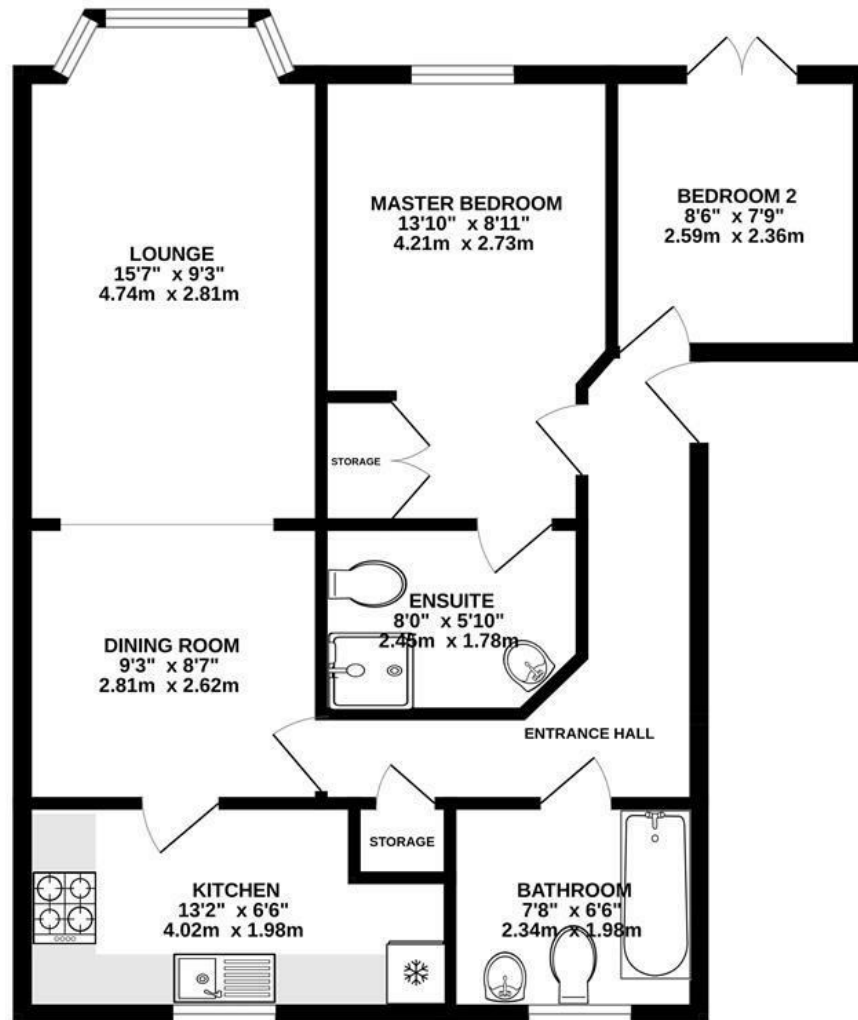 LOUNGE
15'7" x 9'3"
4.74m x 2.81m
MASTER BEDROOM
13'10" x 8'11"
4.21m x 2.73m
BEDROOM 2
8'6" x 7'9"
2.59m x 2.36m
STORAGE
DINING ROOM
9'3" x 8'7"
2.81m x 2.62m
ENSUITE
8'0" x 5'10"
2.45m x 1.78m
ENTRANCE HALL
STORAGE
KITCHEN
13'2" x 6'6"
4.02m x 1.98m
BATHROOM
7'8" x 6'6"
2.34m x 1.98m